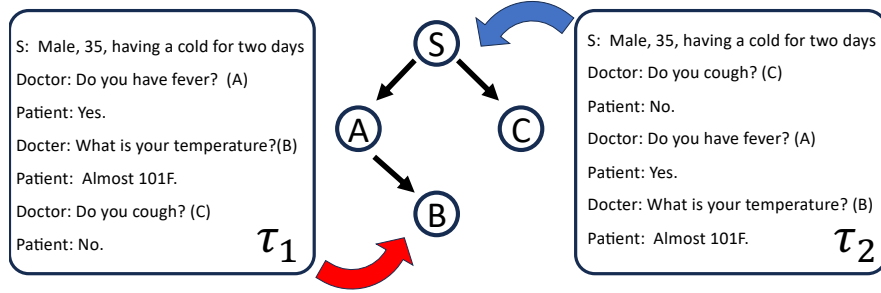 S: Male, 35, having a cold for two days
Doctor: Do you have fever? (A)
Patient: Yes.
Docter: What is your temperature?(B)
Patient: Almost 101F.
Doctor: Do you cough? (C)
Patient: No.
τ1
S
A
C
B
S: Male, 35, having a cold for two days
Doctor: Do you cough? (C)
Patient: No.
Doctor: Do you have fever? (A)
Patient: Yes.
Docter: What is your temperature? (B)
Patient: Almost 101F.
τ2